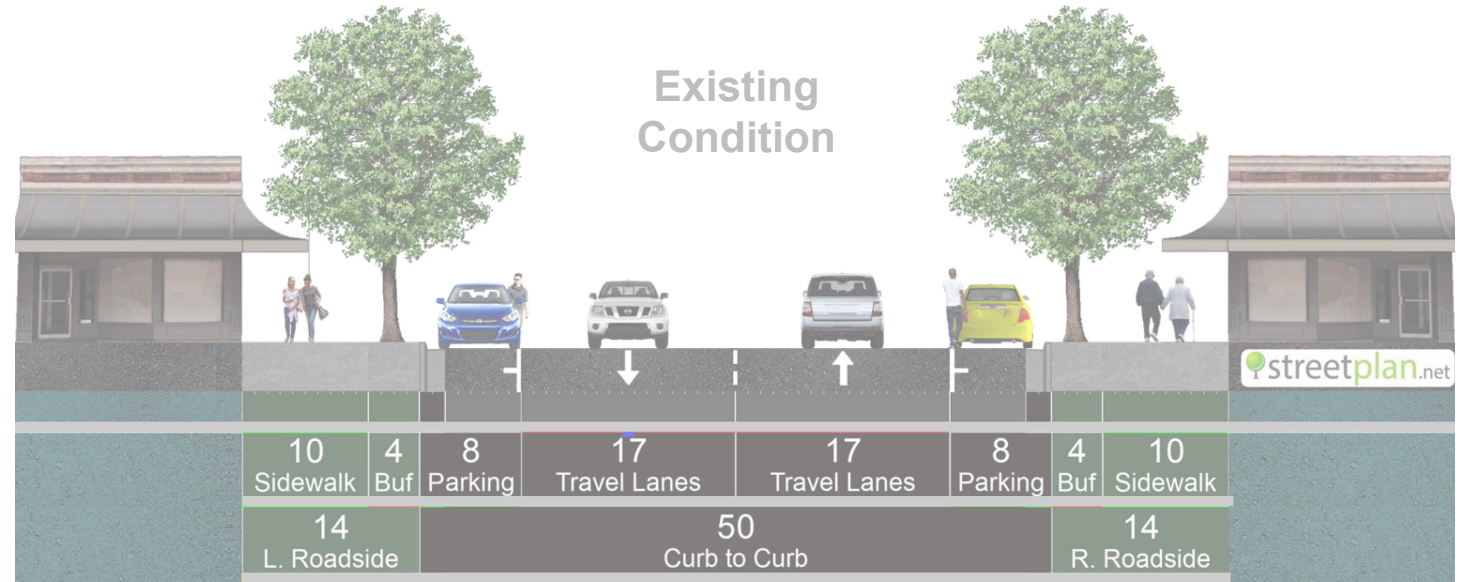 Existing
Condition
streetplan.net
10 4 8 17 17 8 4 10
Sidewalk Buf Parking Travel Lanes Travel Lanes Parking Buf Sidewalk
14 50 14
L. Roadside Curb to Curb R. Roadside